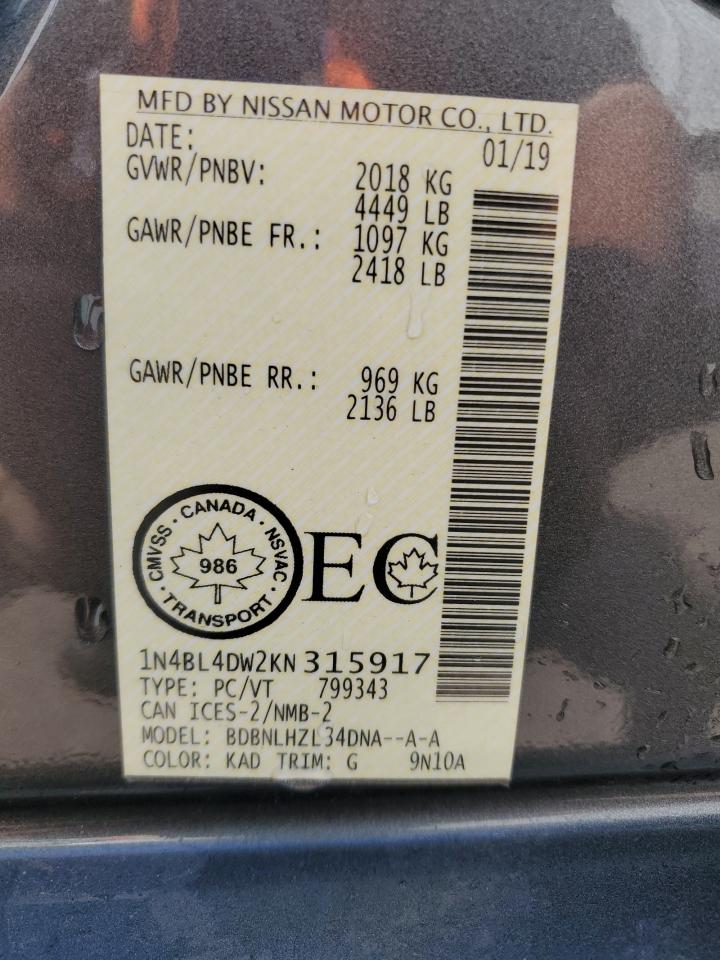 MFD BY NISSAN MOTOR CO., LTD.
DATE: 01/19
GVWR/PNBV: 2018 KG
4449 LB
GAWR/PNBE FR.: 1097 KG
2418 LB
GAWR/PNBE RR.: 969 KG
2136 LB
CMVSS · CANADA · NSVAC · TRANSPORT ·
986
EC
1N4BL4DW2KN315917
TYPE: PC/VT 799343
CAN ICES-2/NMB-2
MODEL: BDBNLHZL34DNA--A-A
COLOR: KAD TRIM: G 9N10A